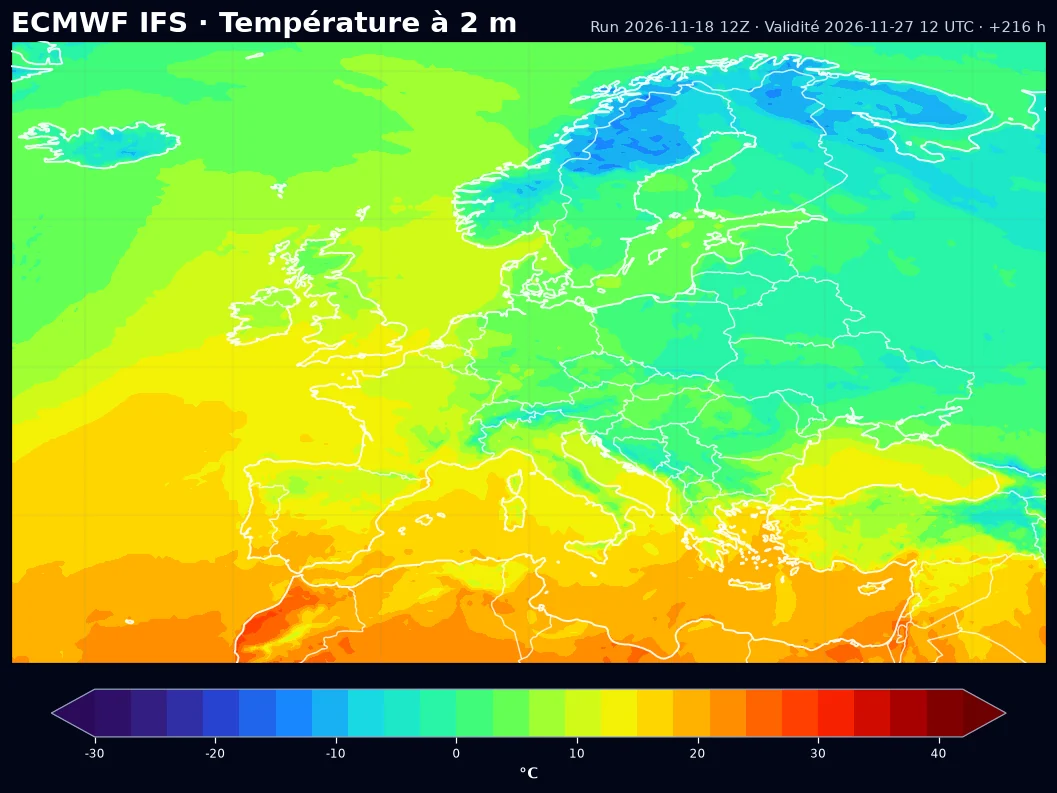 ECMWF IFS · Température à 2 m
Run 2026-11-18 12Z · Validité 2026-11-27 12 UTC · +216 h
-30 -20 -10 0 10 20 30 40
°C